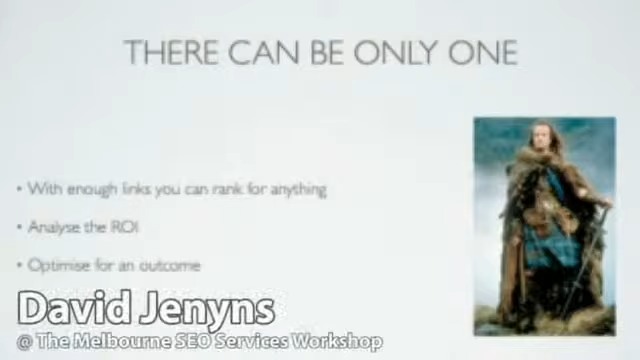 THERE CAN BE ONLY ONE
• With enough links you can rank for anything
• Analyse the ROI
• Optimise for an outcome
David Jenyns
@ The Melbourne SEO Services Workshop